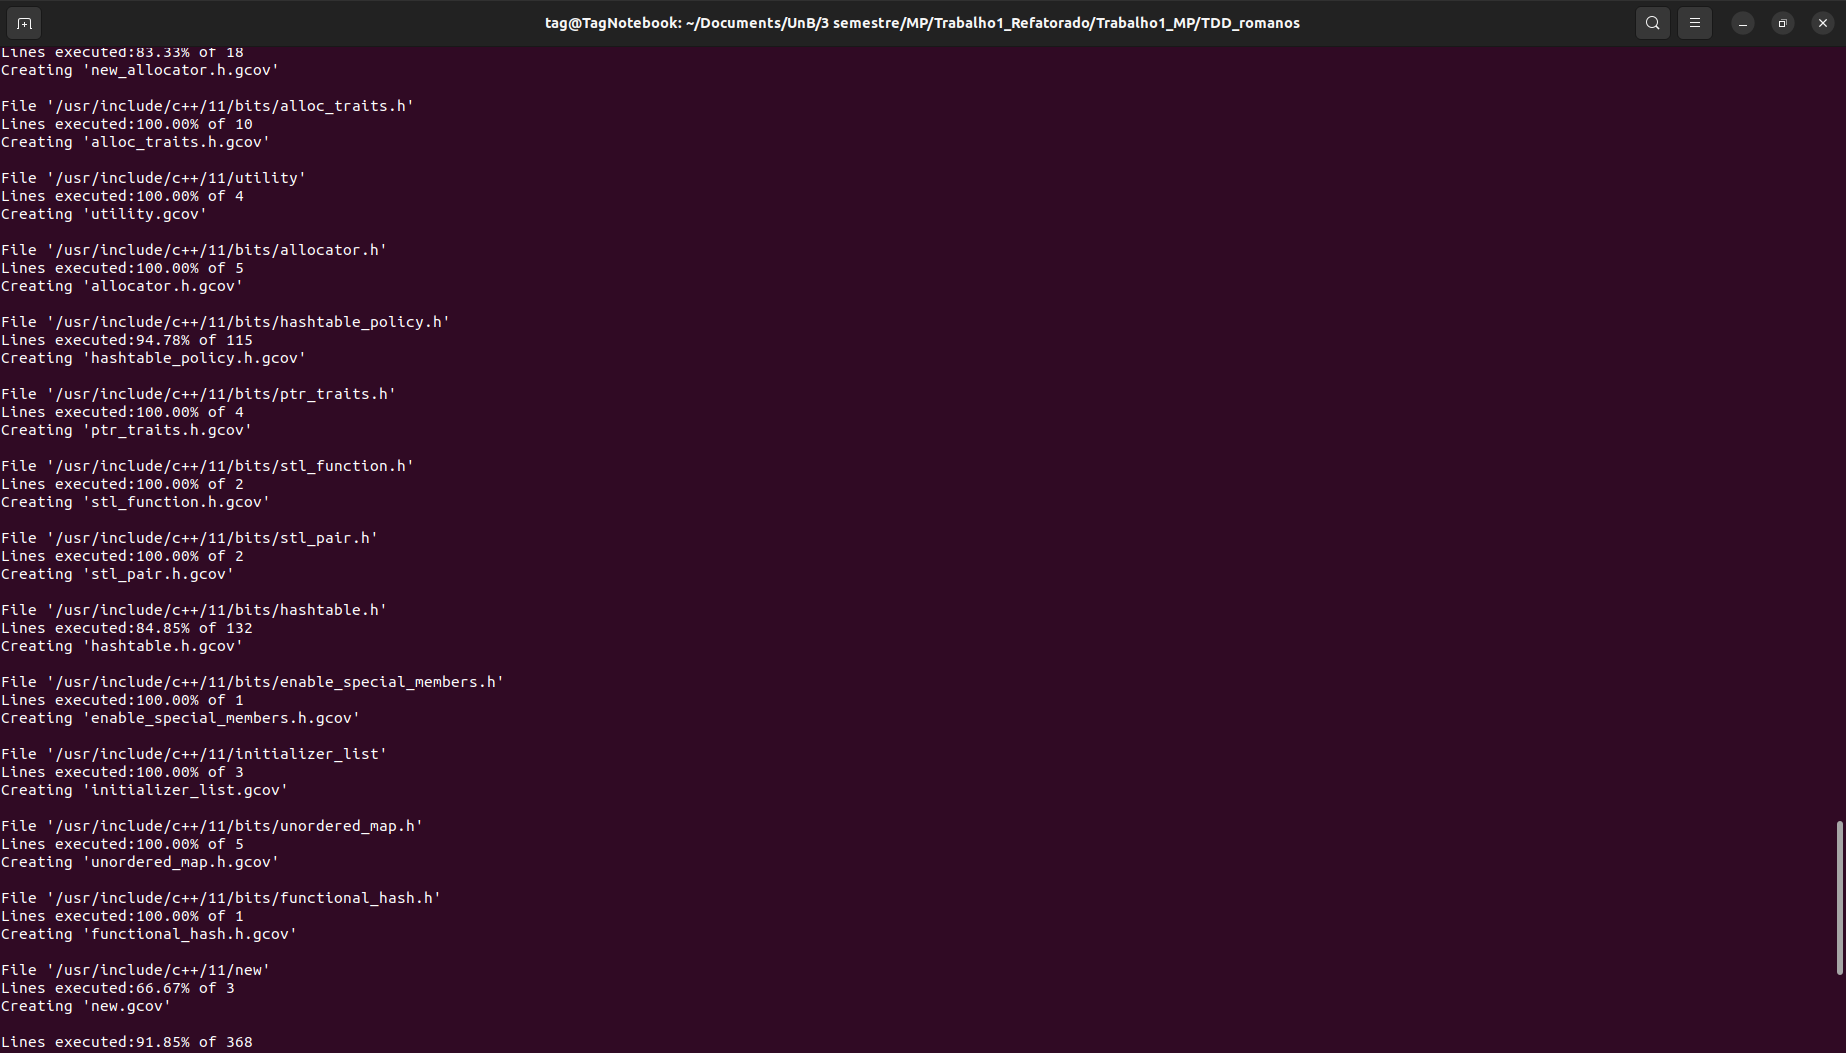 tag@TagNotebook: ~/Documents/UnB/3 semestre/MP/Trabalho1_Refatorado/Trabalho1_MP/TDD_romanos
Lines executed:83.33% of 18
Creating 'new_allocator.h.gcov'
File '/usr/include/c++/11/bits/alloc_traits.h'
Lines executed:100.00% of 10
Creating 'alloc_traits.h.gcov'
File '/usr/include/c++/11/utility'
Lines executed:100.00% of 4
Creating 'utility.gcov'
File '/usr/include/c++/11/bits/allocator.h'
Lines executed:100.00% of 5
Creating 'allocator.h.gcov'
File '/usr/include/c++/11/bits/hashtable_policy.h'
Lines executed:94.78% of 115
Creating 'hashtable_policy.h.gcov'
File '/usr/include/c++/11/bits/ptr_traits.h'
Lines executed:100.00% of 4
Creating 'ptr_traits.h.gcov'
File '/usr/include/c++/11/bits/stl_function.h'
Lines executed:100.00% of 2
Creating 'stl_function.h.gcov'
File '/usr/include/c++/11/bits/stl_pair.h'
Lines executed:100.00% of 2
Creating 'stl_pair.h.gcov'
File '/usr/include/c++/11/bits/hashtable.h'
Lines executed:84.85% of 132
Creating 'hashtable.h.gcov'
File '/usr/include/c++/11/bits/enable_special_members.h'
Lines executed:100.00% of 1
Creating 'enable_special_members.h.gcov'
File '/usr/include/c++/11/initializer_list'
Lines executed:100.00% of 3
Creating 'initializer_list.gcov'
File '/usr/include/c++/11/bits/unordered_map.h'
Lines executed:100.00% of 5
Creating 'unordered_map.h.gcov'
File '/usr/include/c++/11/bits/functional_hash.h'
Lines executed:100.00% of 1
Creating 'functional_hash.h.gcov'
File '/usr/include/c++/11/new'
Lines executed:66.67% of 3
Creating 'new.gcov'
Lines executed:91.85% of 368